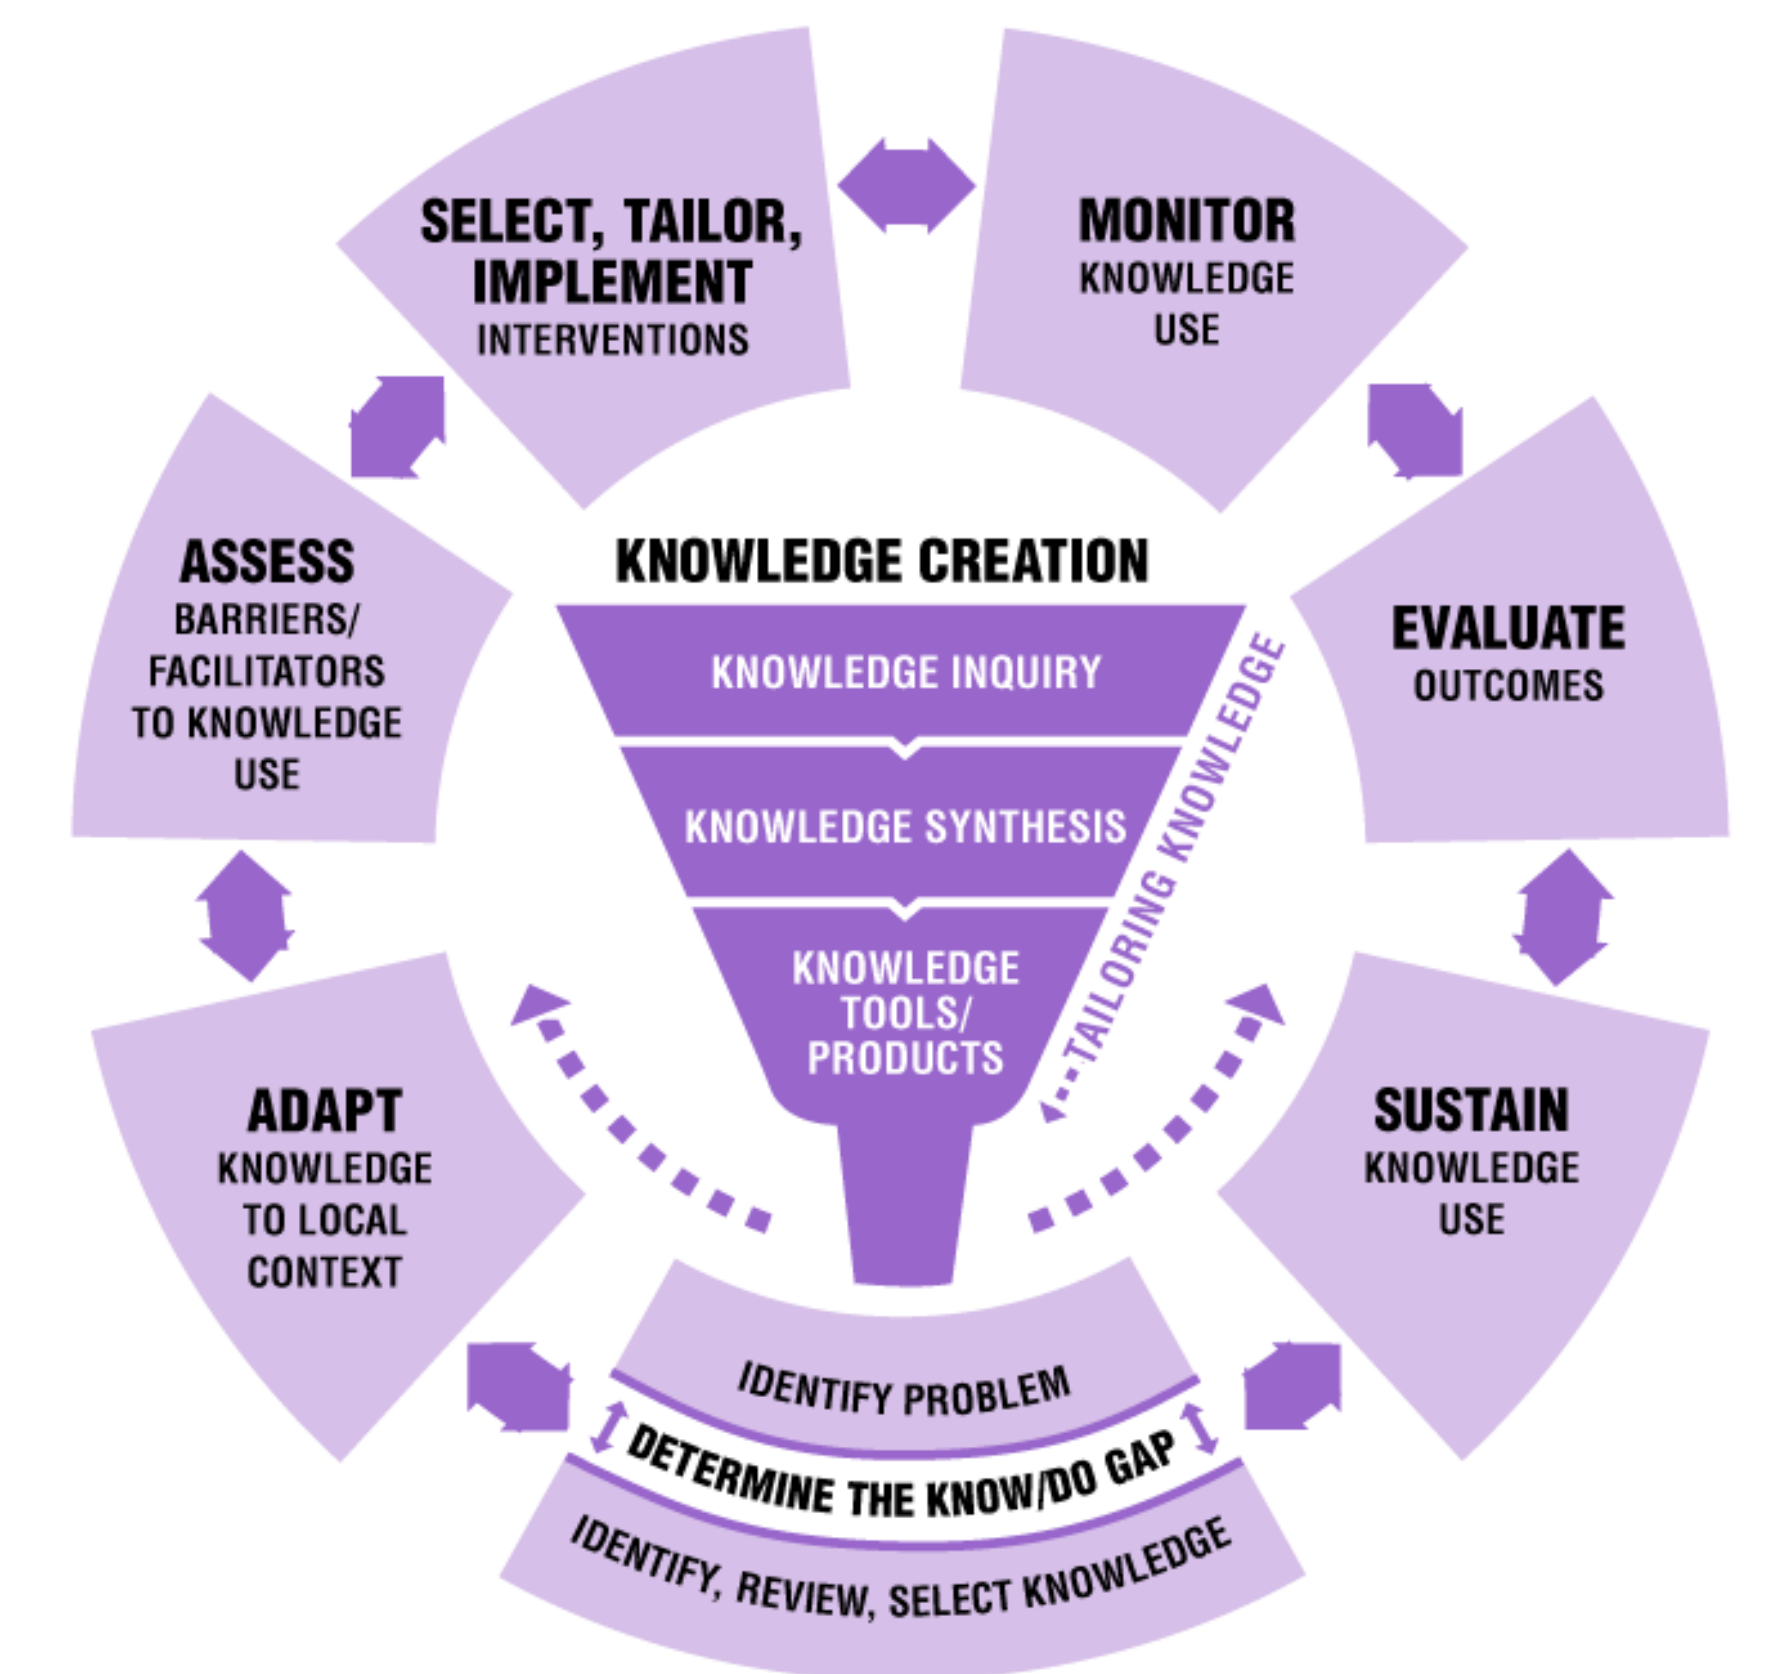 SELECT, TAILOR,
IMPLEMENT
INTERVENTIONS
MONITOR
KNOWLEDGE
USE
ASSESS
BARRIERS/
FACILITATORS
TO KNOWLEDGE
USE
KNOWLEDGE CREATION
KNOWLEDGE INQUIRY
KNOWLEDGE SYNTHESIS
KNOWLEDGE
TOOLS/
PRODUCTS
TAILORING KNOWLEDGE
EVALUATE
OUTCOMES
ADAPT
KNOWLEDGE
TO LOCAL
CONTEXT
SUSTAIN
KNOWLEDGE
USE
IDENTIFY PROBLEM
DETERMINE THE KNOW/DO GAP
IDENTIFY, REVIEW, SELECT KNOWLEDGE